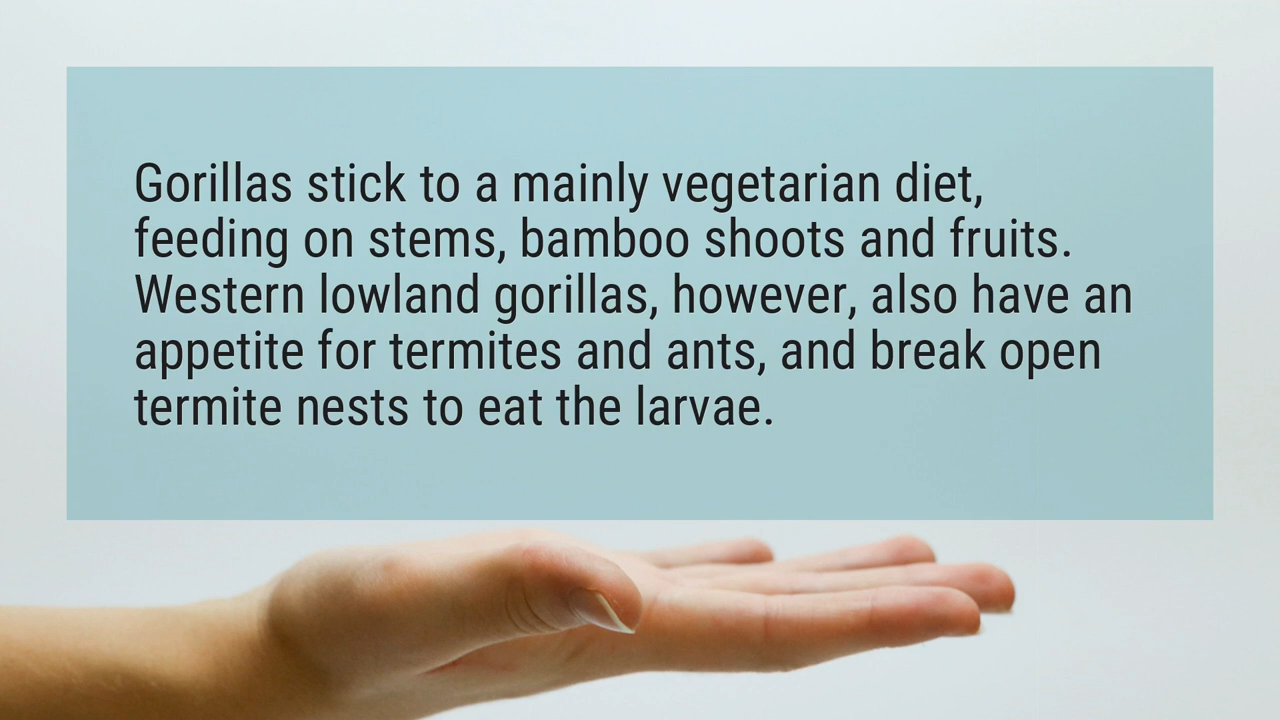 Gorillas stick to a mainly vegetarian diet,
feeding on stems, bamboo shoots and fruits.
Western lowland gorillas, however, also have an
appetite for termites and ants, and break open
termite nests to eat the larvae.